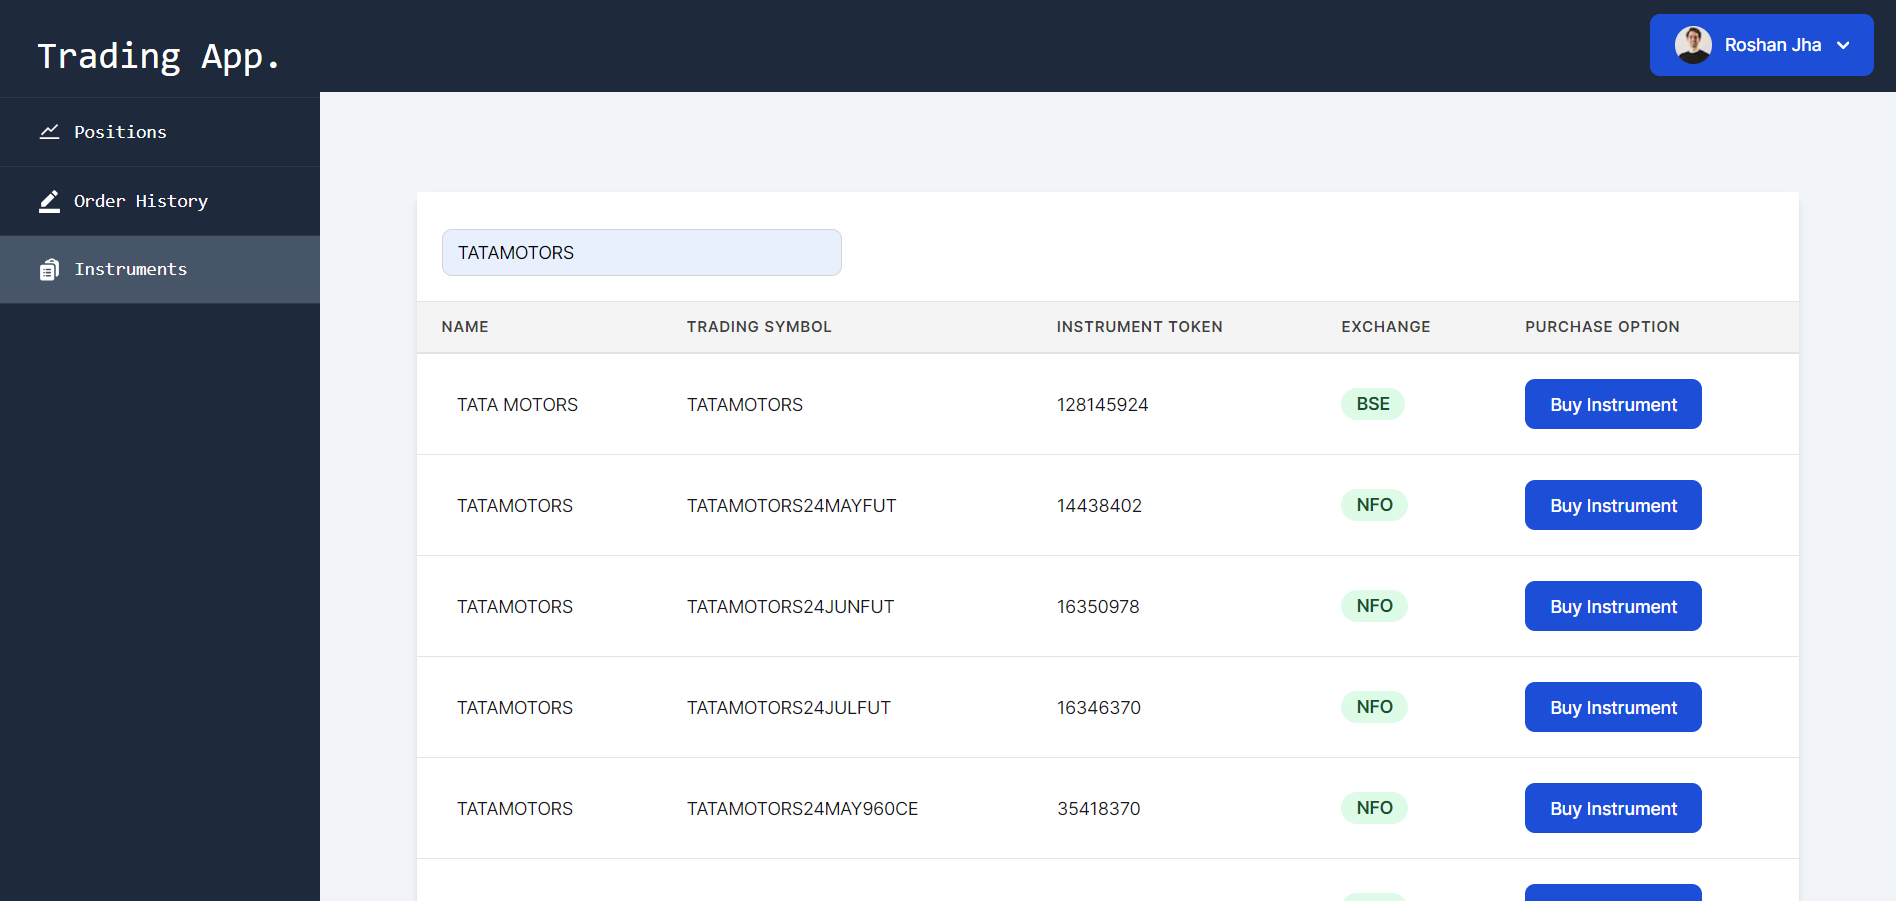 Trading App.
Roshan Jha
Positions
Order History
Instruments
TATAMOTORS
NAME TRADING SYMBOL INSTRUMENT TOKEN EXCHANGE PURCHASE OPTION
TATA MOTORS TATAMOTORS 128145924 BSE Buy Instrument
TATAMOTORS TATAMOTORS24MAYFUT 14438402 NFO Buy Instrument
TATAMOTORS TATAMOTORS24JUNFUT 16350978 NFO Buy Instrument
TATAMOTORS TATAMOTORS24JULFUT 16346370 NFO Buy Instrument
TATAMOTORS TATAMOTORS24MAY960CE 35418370 NFO Buy Instrument